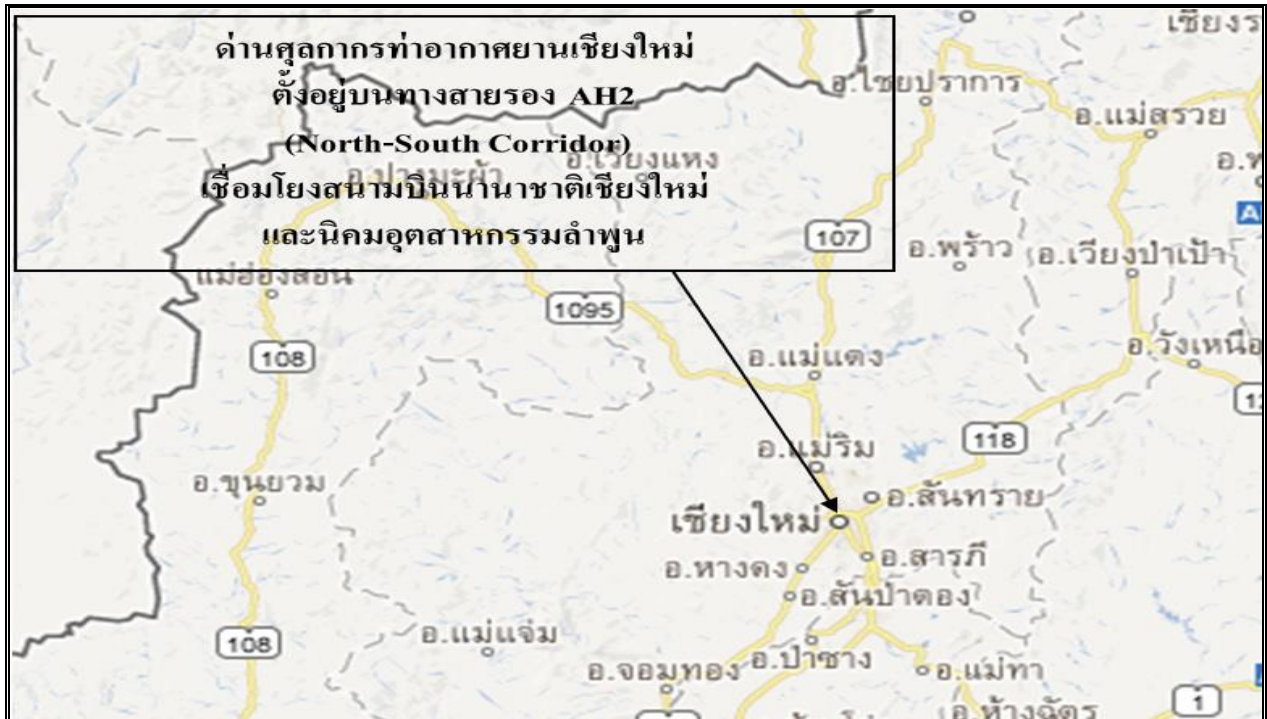 ด่านศุลกากรท่าอากาศยานเชียงใหม่
ตั้งอยู่บนทางสายรอง AH2
(North-South Corridor)
เชื่อมโยงสนามบินนานาชาติเชียงใหม่
และนิคมอุตสาหกรรมลำพูน
อ.ไชยปราการ
อ.แม่สรวย
อ.เวียงแหง
อ.ปางมะผ้า
107
อ.พร้าว
อ.เวียงป่าเป้า
แม่ฮ่องสอน
1095
108
อ.แม่แตง
อ.วังเหนือ
118
อ.แม่ริม
อ.ขุนยวม
อ.สันทราย
เชียงใหม่
อ.สารภี
อ.หางดง
อ.สันป่าตอง
108
อ.แม่แจ่ม
อ.จอมทอง
อ.ป่าซาง
อ.แม่ทา
1
อ.ห้างฉัตร